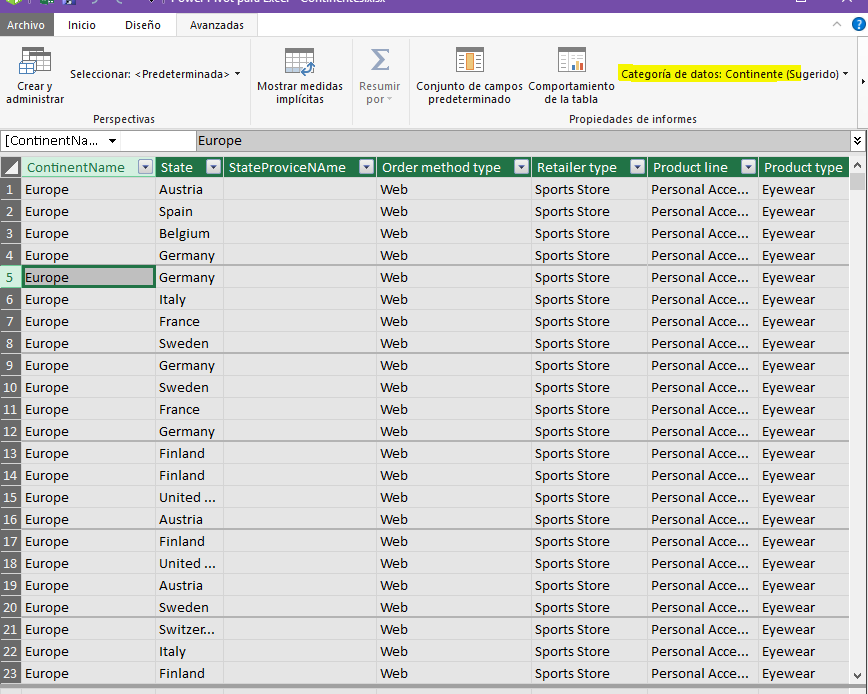 Power Pivot para Excel - Continentes.xlsx
Archivo Inicio Diseño Avanzadas
Crear y administrar
Seleccionar: <Predeterminada>
Perspectivas
Mostrar medidas implícitas
Resumir por
Conjunto de campos predeterminado
Comportamiento de la tabla
Categoría de datos: Continente (Sugerido)
Propiedades de informes
[ContinentNa... Europe
ContinentName State StateProviceNAme Order method type Retailer type Product line Product type
1 Europe Austria Web Sports Store Personal Acce... Eyewear
2 Europe Spain Web Sports Store Personal Acce... Eyewear
3 Europe Belgium Web Sports Store Personal Acce... Eyewear
4 Europe Germany Web Sports Store Personal Acce... Eyewear
5 Europe Germany Web Sports Store Personal Acce... Eyewear
6 Europe Italy Web Sports Store Personal Acce... Eyewear
7 Europe France Web Sports Store Personal Acce... Eyewear
8 Europe Sweden Web Sports Store Personal Acce... Eyewear
9 Europe Germany Web Sports Store Personal Acce... Eyewear
10 Europe Sweden Web Sports Store Personal Acce... Eyewear
11 Europe France Web Sports Store Personal Acce... Eyewear
12 Europe Germany Web Sports Store Personal Acce... Eyewear
13 Europe Finland Web Sports Store Personal Acce... Eyewear
14 Europe Finland Web Sports Store Personal Acce... Eyewear
15 Europe United ... Web Sports Store Personal Acce... Eyewear
16 Europe Austria Web Sports Store Personal Acce... Eyewear
17 Europe Finland Web Sports Store Personal Acce... Eyewear
18 Europe United ... Web Sports Store Personal Acce... Eyewear
19 Europe Austria Web Sports Store Personal Acce... Eyewear
20 Europe Sweden Web Sports Store Personal Acce... Eyewear
21 Europe Switzer... Web Sports Store Personal Acce... Eyewear
22 Europe Italy Web Sports Store Personal Acce... Eyewear
23 Europe Finland Web Sports Store Personal Acce... Eyewear